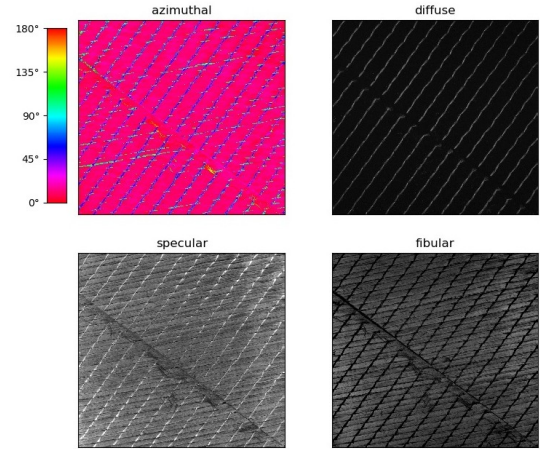 azimuthal
diffuse
180°
135°
90°
45°
0°
specular
fibular